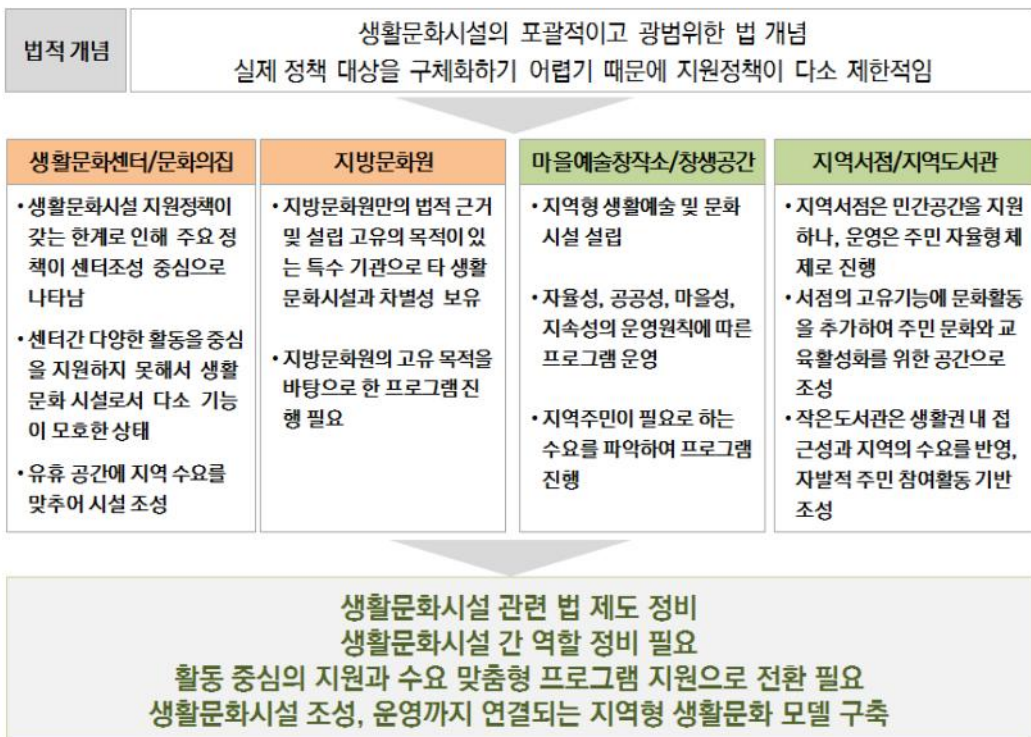 법적 개념
생활문화시설의 포괄적이고 광범위한 법 개념
실제 정책 대상을 구체화하기 어렵기 때문에 지원정책이 다소 제한적임
생활문화센터/문화의집
• 생활문화시설 지원정책이
갖는 한계로 인해 주요 정
책이 센터조성 중심으로
나타남
• 센터간 다양한 활동을 중심
을 지원하지 못해서 생활
문화 시설로서 다소 기능
이 모호한 상태
• 유휴 공간에 지역 수요를
맞추어 시설 조성
지방문화원
• 지방문화원만의 법적 근거
및 설립 고유의 목적이 있
는 특수 기관으로 타 생활
문화시설과 차별성 보유
• 지방문화원의 고유 목적을
바탕으로 한 프로그램 진
행 필요
마을예술창작소/창생공간
• 지역형 생활예술 및 문화
시설 설립
• 자율성, 공공성, 마을성,
지속성의 운영원칙에 따른
프로그램 운영
• 지역주민이 필요로 하는
수요를 파악하여 프로그램
진행
지역서점/지역도서관
• 지역서점은 민간공간을 지원
하나, 운영은 주민 자율형 체
제로 진행
• 서점의 고유기능에 문화활동
을 추가하여 주민 문화와 교
육활성화를 위한 공간으로
조성
• 작은도서관은 생활권 내 접
근성과 지역의 수요를 반영,
자발적 주민 참여활동 기반
조성
생활문화시설 관련 법 제도 정비
생활문화시설 간 역할 정비 필요
활동 중심의 지원과 수요 맞춤형 프로그램 지원으로 전환 필요
생활문화시설 조성, 운영까지 연결되는 지역형 생활문화 모델 구축